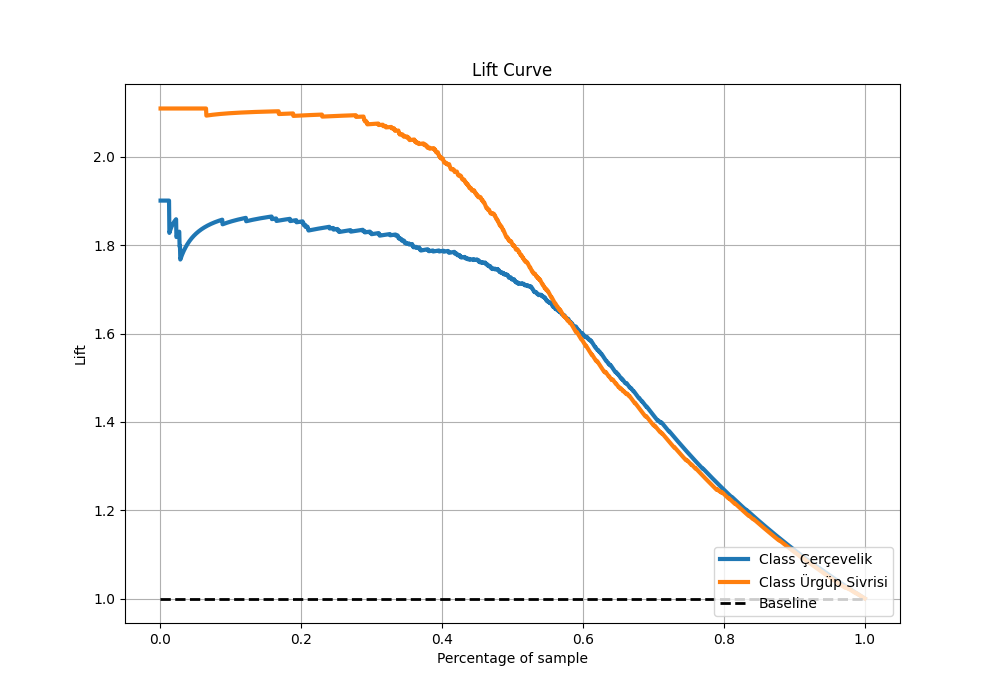 Lift Curve
Lift
2.0
1.8
1.6
1.4
1.2
1.0
0.0 0.2 0.4 0.6 0.8 1.0
Percentage of sample
Class Çerçevelik
Class Ürgüp Sivrisi
Baseline